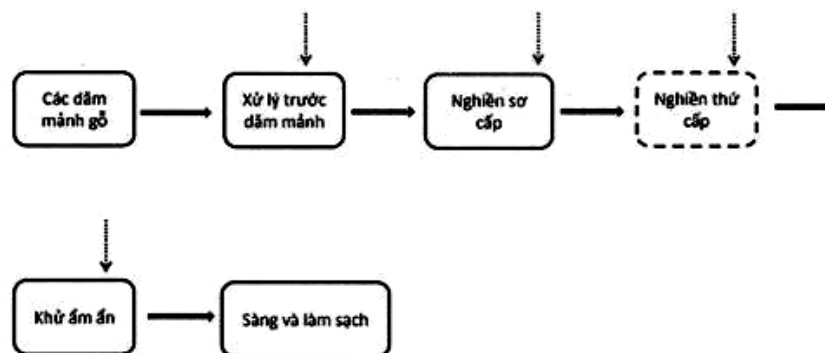 Các dăm
mảnh gỗ
Xử lý trước
dăm mảnh
Nghiền sơ
cấp
Nghiền thứ
cấp
Khử ẩm ẩn
Sàng và làm sạch